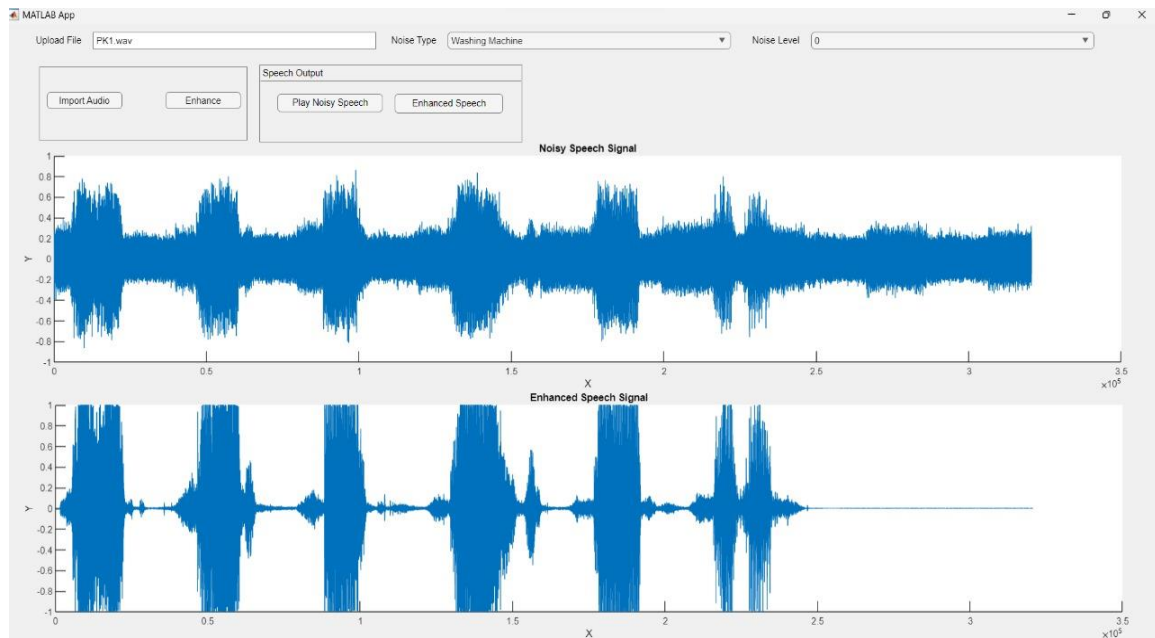 MATLAB App
Upload File PK1.wav Noise Type Washing Machine Noise Level 0
Speech Output
Import Audio Enhance Play Noisy Speech Enhanced Speech
Noisy Speech Signal
1
0.8
0.6
0.4
0.2
0
-0.2
-0.4
-0.6
-0.8
-1
Y
0 0.5 1 1.5 2 2.5 3 3.5
X
×10⁵
Enhanced Speech Signal
1
0.8
0.6
0.4
0.2
0
-0.2
-0.4
-0.6
-0.8
-1
Y
0 0.5 1 1.5 2 2.5 3 3.5
X
×10⁵